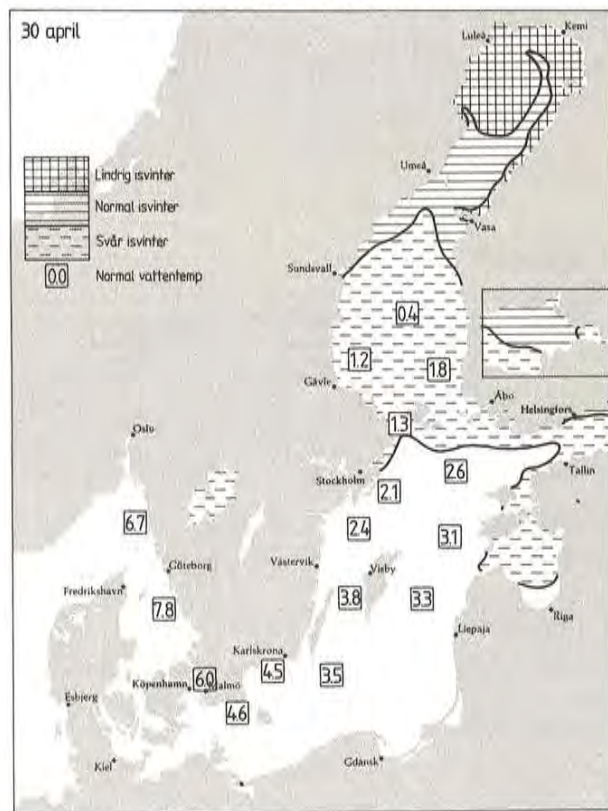 30 april
Luleå
Kemi
Lindrig isvinter
Umeå
Normal isvinter
Vasa
Svår isvinter
0.0 Normal vattentemp
Sundsvall
0.4
1.2
1.8
Gävle
Åbo
1.3
Helsingfors
Oslo
Stockholm
2.6
Tallin
2.1
6.7
2.4
3.1
Göteborg
Västervik
Visby
Fredrikshavn
3.8
3.3
7.8
Riga
Liepaja
Karlskrona
4.5
3.5
6.0
Köpenhamn
Malmö
Esbjerg
4.6
Kiel
Gdansk